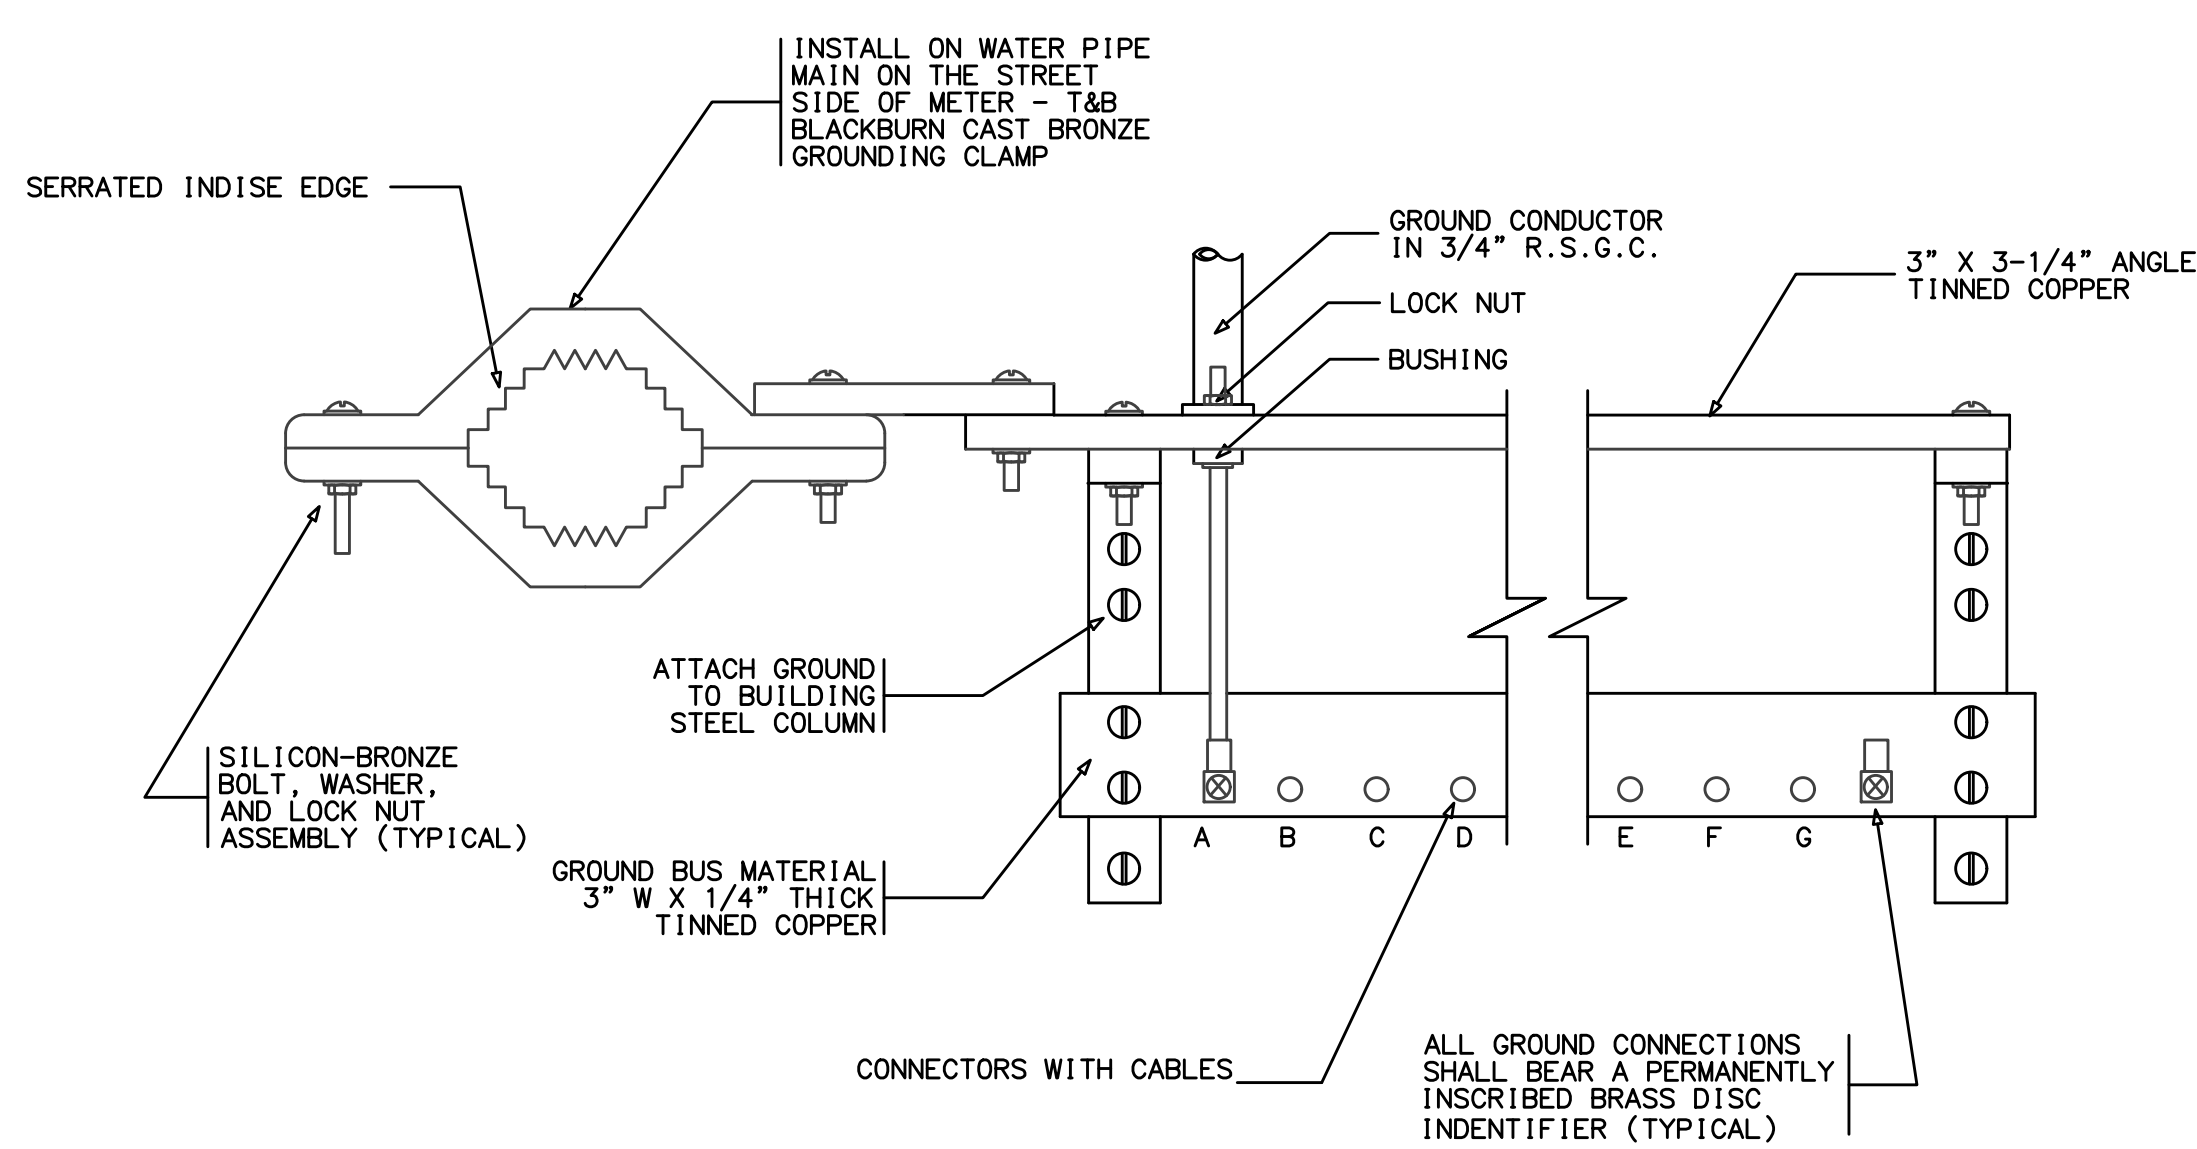 INSTALL ON WATER PIPE
MAIN ON THE STREET
SIDE OF METER - T&B
BLACKBURN CAST BRONZE
GROUNDING CLAMP
SERRATED INDISE EDGE
GROUND CONDUCTOR
IN 3/4" R.S.G.C.
3" X 3-1/4" ANGLE
TINNED COPPER
LOCK NUT
BUSHING
ATTACH GROUND
TO BUILDING
STEEL COLUMN
SILICON-BRONZE
BOLT, WASHER,
AND LOCK NUT
ASSEMBLY (TYPICAL)
A B C D E F G
GROUND BUS MATERIAL
3" W X 1/4" THICK
TINNED COPPER
CONNECTORS WITH CABLES
ALL GROUND CONNECTIONS
SHALL BEAR A PERMANENTLY
INSCRIBED BRASS DISC
INDENTIFIER (TYPICAL)